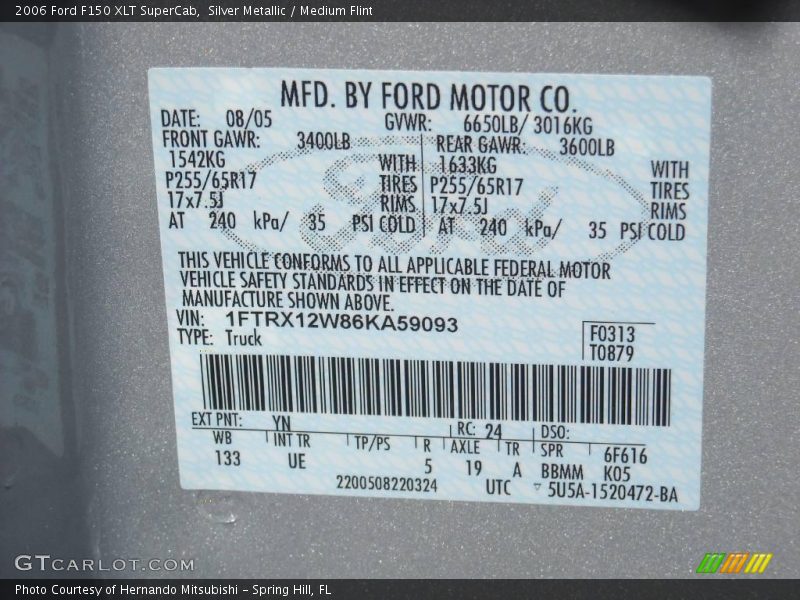 2006 Ford F150 XLT SuperCab,  Silver Metallic / Medium Flint
MFD. BY FORD MOTOR CO.
DATE: 08/05 GVWR: 6650LB/ 3016KG
FRONT GAWR: 3400LB REAR GAWR: 3600LB
1542KG WITH 1633KG WITH
P255/65R17 TIRES P255/65R17 TIRES
17x7.5J RIMS 17x7.5J RIMS
AT 240 kPa/ 35 PSI COLD AT 240 kPa/ 35 PSI COLD
Ford
THIS VEHICLE CONFORMS TO ALL APPLICABLE FEDERAL MOTOR
VEHICLE SAFETY STANDARDS IN EFFECT ON THE DATE OF
MANUFACTURE SHOWN ABOVE.
VIN: 1FTRX12W86KA59093
TYPE: Truck
F0313
T0879
EXT PNT: YN RC: 24 DSO:
WB INT TR TP/PS R AXLE TR SPR 6F616
133 UE 5 19 A BBMM K05
2200508220324 UTC ▽ 5U5A-1520472-BA
GTCARLOT.COM
Photo Courtesy of Hernando Mitsubishi - Spring Hill, FL